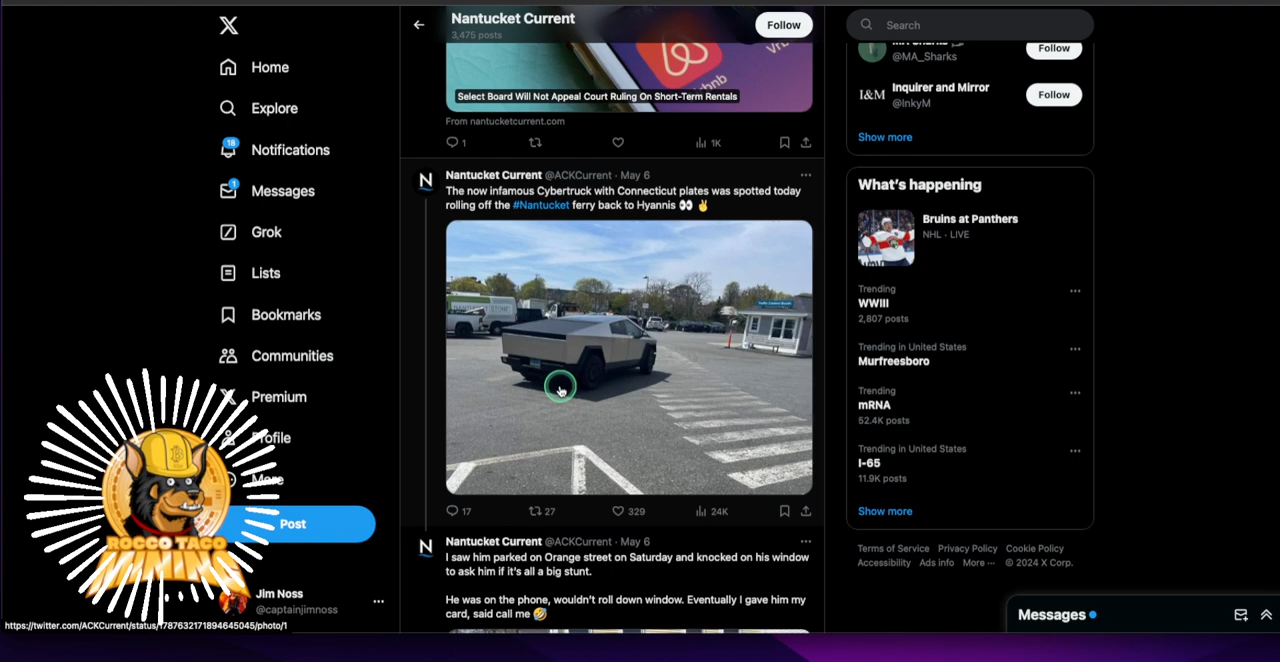 Home
Explore
18
Notifications
1
Messages
Grok
Lists
Bookmarks
Communities
Premium
Profile
More
Post
ROCCO TACO
MINING
Jim Noss
@captainjimnoss
https://twitter.com/ACKCurrent/status/1787632171894645045/photo/1
Nantucket Current
3,475 posts
Follow
Select Board Will Not Appeal Court Ruling On Short-Term Rentals
From nantucketcurrent.com
1
1K
Nantucket Current @ACKCurrent · May 6
The now infamous Cybertruck with Connecticut plates was spotted today
rolling off the #Nantucket ferry back to Hyannis 👀 ✌️
17
27
329
24K
Nantucket Current @ACKCurrent · May 6
I saw him parked on Orange street on Saturday and knocked on his window
to ask him if it's all a big stunt.
He was on the phone, wouldn't roll down window. Eventually I gave him my
card, said call me 🤣
Search
@MA_Sharks
Follow
I&M
Inquirer and Mirror
@InkyM
Follow
Show more
What's happening
Bruins at Panthers
NHL · LIVE
Trending
WWIII
2,807 posts
Trending in United States
Murfreesboro
Trending
mRNA
52.4K posts
Trending in United States
I-65
11.9K posts
Show more
Terms of Service Privacy Policy Cookie Policy
Accessibility Ads info More ··· © 2024 X Corp.
Messages